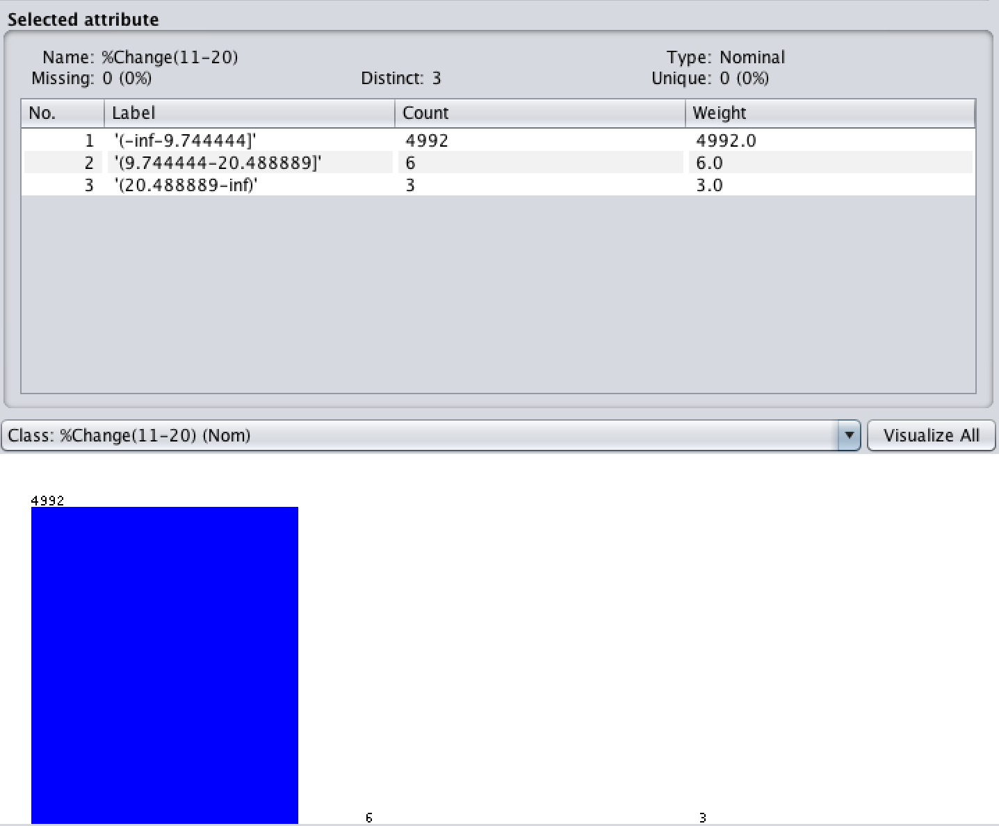 Selected attribute
Name: %Change(11-20) Type: Nominal
Missing: 0 (0%) Distinct: 3 Unique: 0 (0%)
No. Label Count Weight
1 '(-inf-9.744444]' 4992 4992.0
2 '(9.744444-20.488889]' 6 6.0
3 '(20.488889-inf)' 3 3.0
Class: %Change(11-20) (Nom) Visualize All
4992
6 3